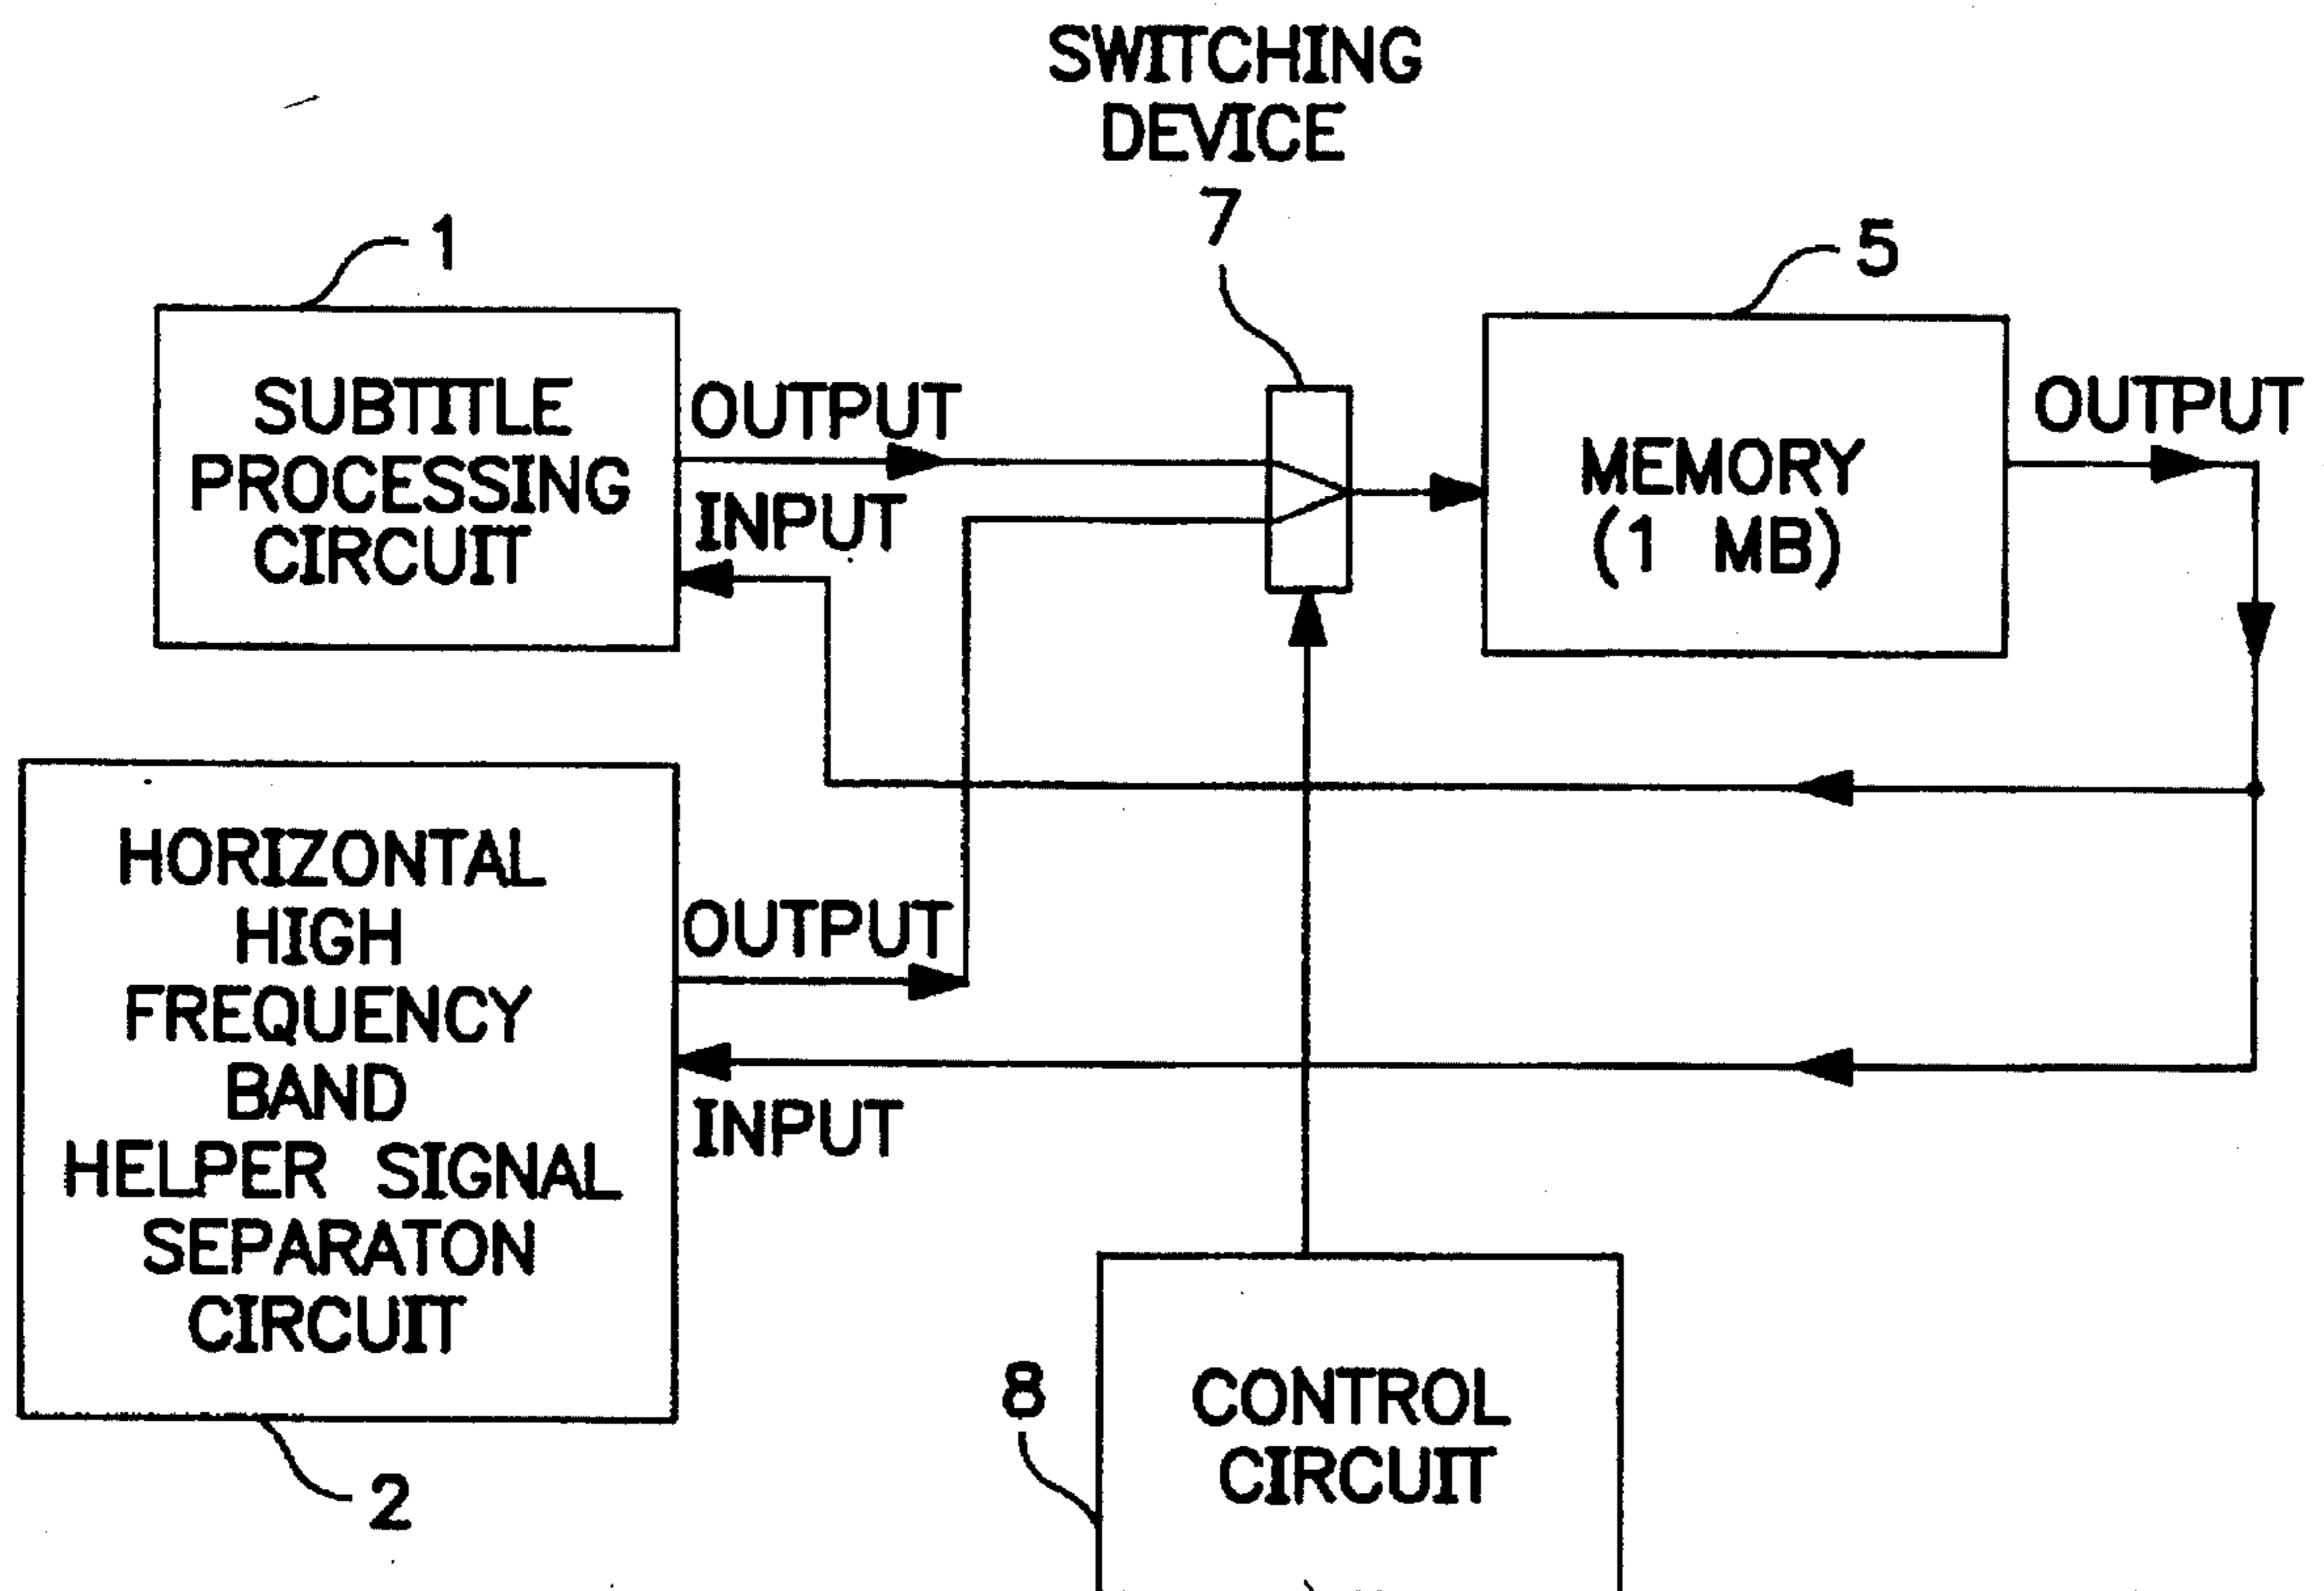 SWITCHING
DEVICE
7
1
5
SUBTITLE
PROCESSING
CIRCUIT
OUTPUT
INPUT
MEMORY
(1 MB)
OUTPUT
HORIZONTAL
HIGH
FREQUENCY
BAND
HELPER SIGNAL
SEPARATON
CIRCUIT
OUTPUT
INPUT
2
8
CONTROL
CIRCUIT